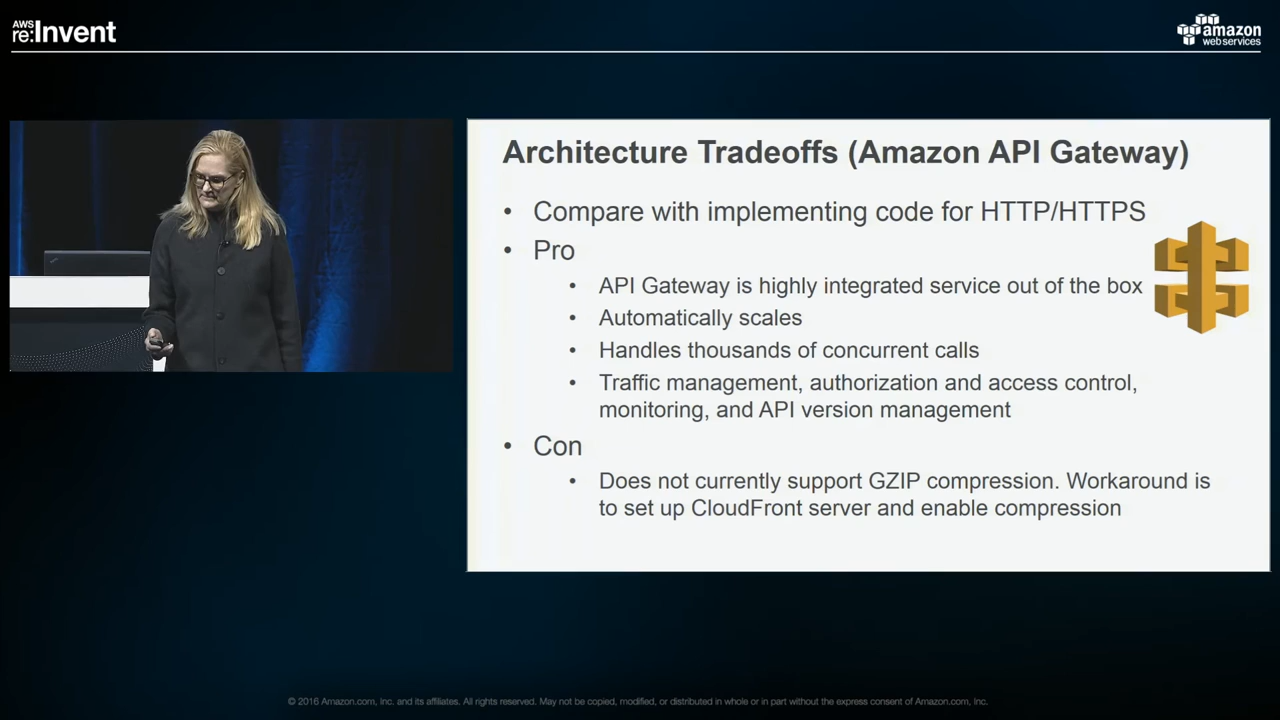 AWS
re:Invent
amazon
web services
Architecture Tradeoffs (Amazon API Gateway)
• Compare with implementing code for HTTP/HTTPS
• Pro
• API Gateway is highly integrated service out of the box
• Automatically scales
• Handles thousands of concurrent calls
• Traffic management, authorization and access control,
monitoring, and API version management
• Con
• Does not currently support GZIP compression. Workaround is
to set up CloudFront server and enable compression
© 2016 Amazon.com, Inc. and its affiliates. All rights reserved. May not be copied, modified, or distributed in whole or in part without the express consent of Amazon.com, Inc.